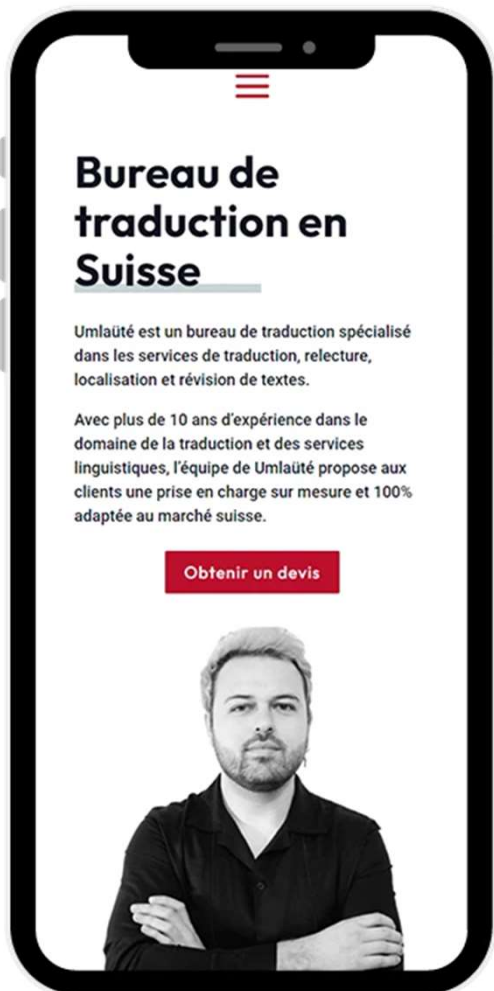 Bureau de
traduction en
Suisse
Umlaüté est un bureau de traduction spécialisé
dans les services de traduction, relecture,
localisation et révision de textes.
Avec plus de 10 ans d'expérience dans le
domaine de la traduction et des services
linguistiques, l'équipe de Umlaüté propose aux
clients une prise en charge sur mesure et 100%
adaptée au marché suisse.
Obtenir un devis